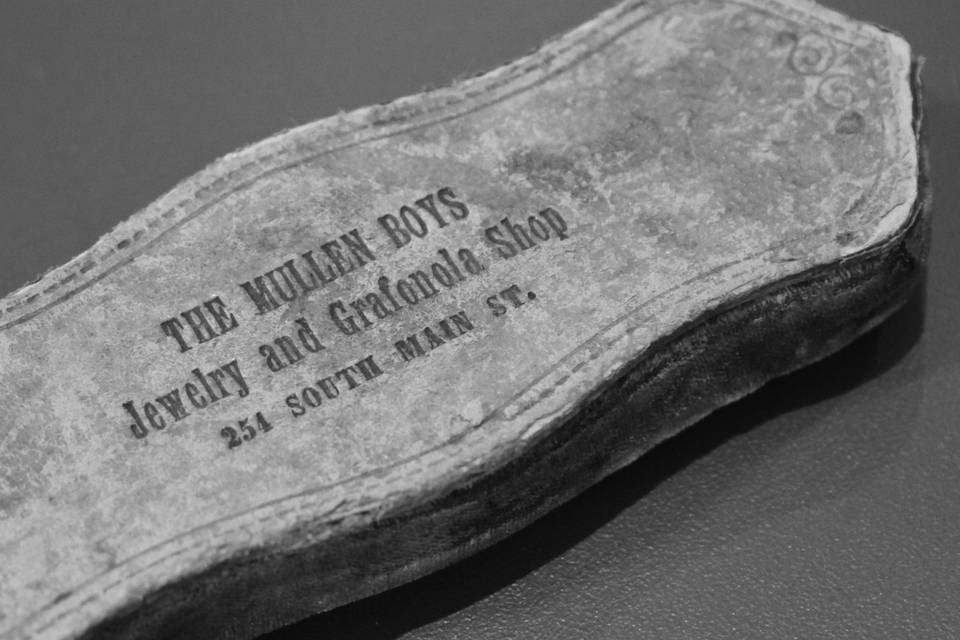 THE MULLEN BOYS
Jewelry and Grafonola Shop
254 SOUTH MAIN ST.